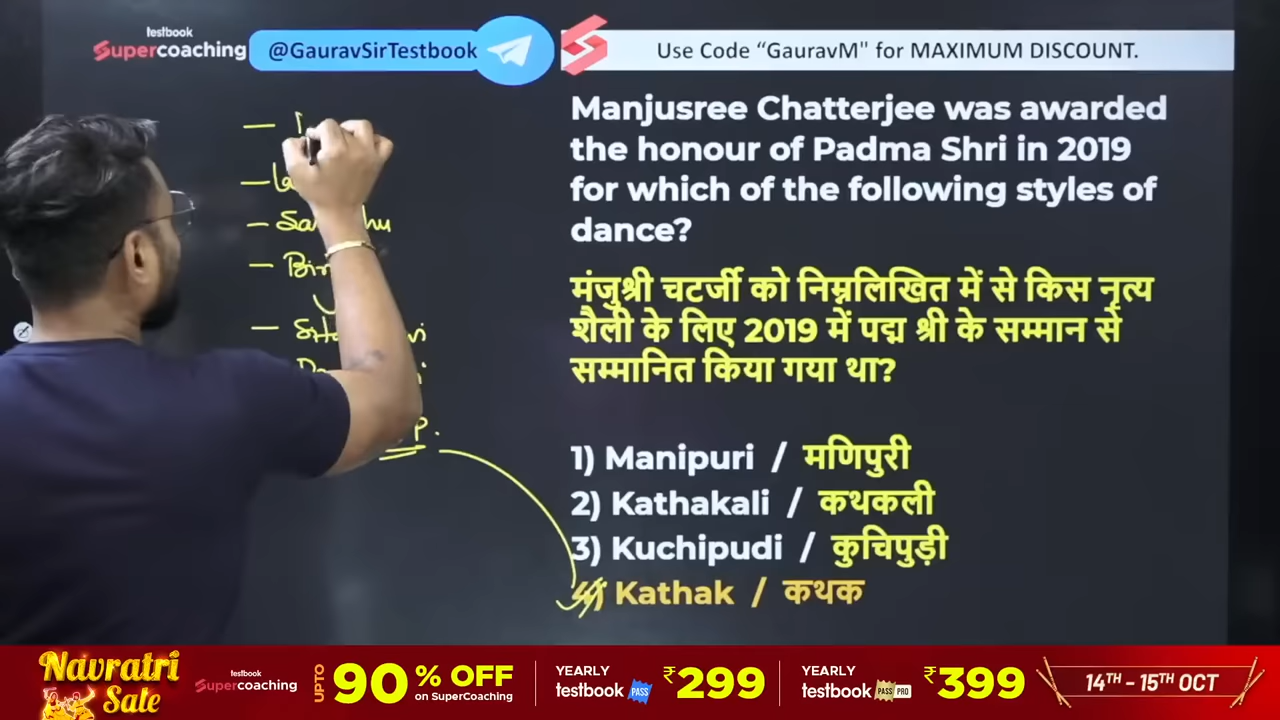 testbook
Supercoaching
@GauravSirTestbook
Use Code “GauravM" for MAXIMUM DISCOUNT.
Manjusree Chatterjee was awarded
the honour of Padma Shri in 2019
for which of the following styles of
dance?
मंजुश्री चटर्जी को निम्नलिखित में से किस नृत्य
शैली के लिए 2019 में पद्म श्री के सम्मान से
सम्मानित किया गया था?
1) Manipuri / मणिपुरी
2) Kathakali / कथकली
3) Kuchipudi / कुचिपुड़ी
4) Kathak / कथक
P.
Navratri
Sale
testbook
Supercoaching
UPTO 90% OFF
on SuperCoaching
YEARLY
testbook PASS
₹299
YEARLY
testbook PASS PRO
₹399
14TH - 15TH OCT